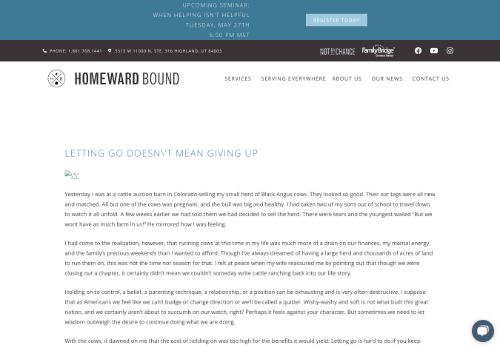 UPCOMING SEMINAR:
WHEN HELPING ISN'T HELPFUL
TUESDAY, MAY 27TH
6:00 PM MST
REGISTER TODAY
PHONE: 1.801.768.1441
5513 W 11000 N, STE. 316 HIGHLAND, UT 84003
NOT BY CHANCE
FamilyBridge
HOMEWARD BOUND
SERVICES
SERVING EVERYWHERE
ABOUT US
OUR NEWS
CONTACT US
LETTING GO DOESN\'T MEAN GIVING UP
Yesterday I was at a cattle auction barn in Colorado selling my small herd of Black Angus cows. They looked so good. Their ear tags were all new
and matched. All but one of the cows was pregnant, and the bull was big and healthy. I had taken two of my sons out of school to travel down
to watch it all unfold. A few weeks earlier we had told them we had decided to sell the herd. There were tears and the youngest wailed "But we
wont have as much farm in us!" He mirrored how I was feeling.
I had come to the realization, however, that running cows at this time in my life was much more of a drain on our finances, my mental energy,
and the family's precious weekends than I wanted to afford. Though I've always dreamed of having a large herd and thousands of acres of land
to run them on, this was not the time nor season for that. I felt at peace when my wife reassured me by pointing out that though we were
closing out a chapter, it certainly didn't mean we couldn't someday write cattle ranching back into our life story.
Holding on to control, a belief, a parenting technique, a relationship, or a position can be exhausting and is very often destructive. I suppose
that as Americans we feel like we can't budge or change direction or we'll be called a quitter. Wishy-washy and soft is not what built this great
nation, and we certainly aren't about to succumb on our watch, right? Perhaps it feels against your character. But sometimes we need to let
wisdom outweigh the desire to continue doing what we are doing.
With the cows, it dawned on me that the cost of holding on was too high for the benefits it would yield. Letting go is hard to do if you keep